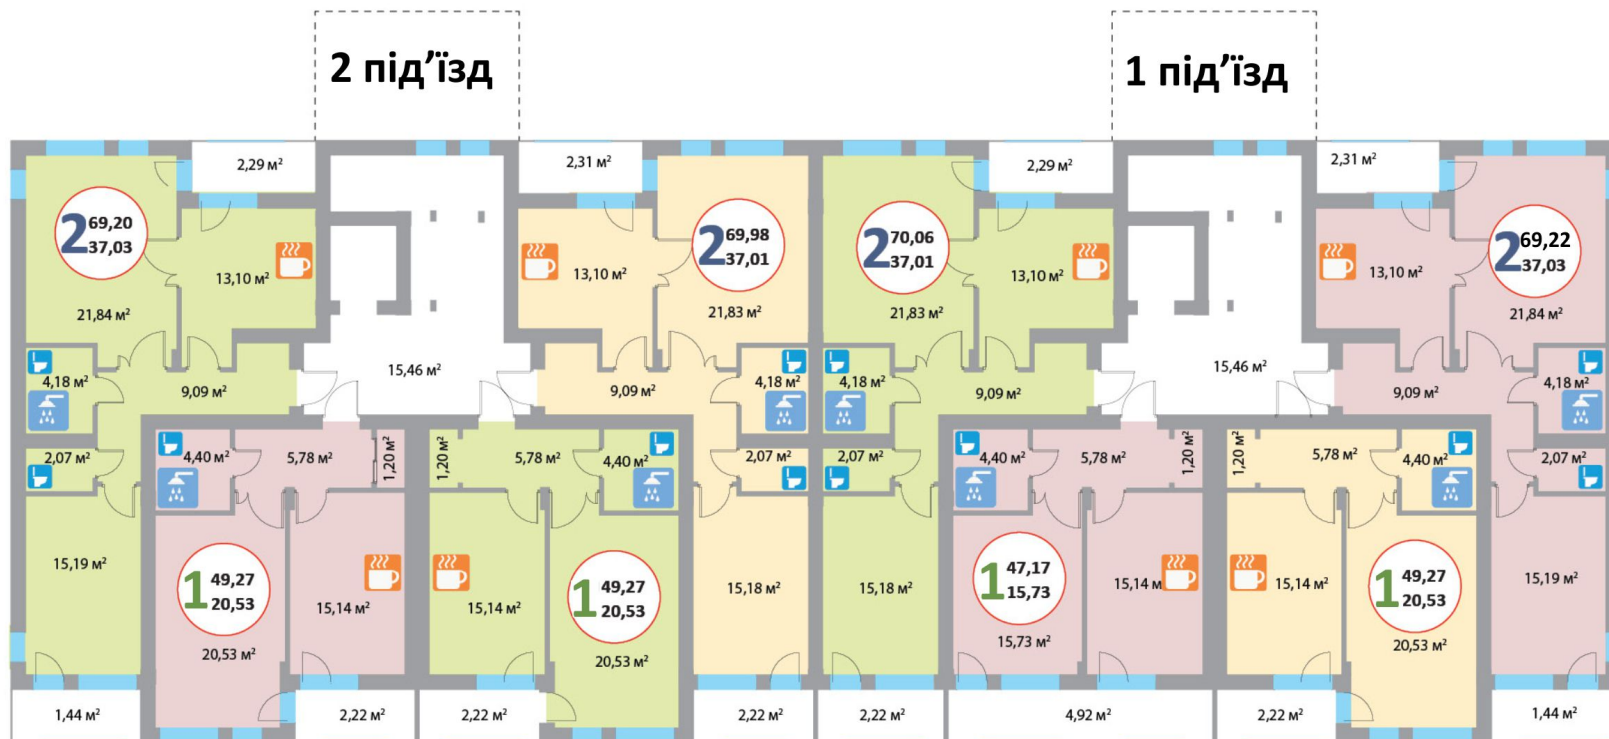 2 під’їзд
1 під’їзд
2,29 м²
2,31 м²
2,29 м²
2,31 м²
2 69,20
37,03
2 69,98
37,01
2 70,06
37,01
2 69,22
37,03
13,10 м²
13,10 м²
13,10 м²
13,10 м²
21,84 м²
21,83 м²
21,83 м²
21,84 м²
15,46 м²
15,46 м²
4,18 м²
9,09 м²
9,09 м²
4,18 м²
4,18 м²
9,09 м²
9,09 м²
4,18 м²
2,07 м²
4,40 м²
5,78 м²
1,20 м²
1,20 м²
5,78 м²
4,40 м²
2,07 м²
2,07 м²
4,40 м²
5,78 м²
1,20 м²
1,20 м²
5,78 м²
4,40 м²
2,07 м²
15,19 м²
1 49,27
20,53
15,14 м²
15,14 м²
1 49,27
20,53
15,18 м²
15,18 м²
1 47,17
15,73
15,14 м
15,14 м²
1 49,27
20,53
15,19 м²
20,53 м²
20,53 м²
15,73 м²
20,53 м²
1,44 м²
2,22 м²
2,22 м²
2,22 м²
2,22 м²
4,92 м²
2,22 м²
1,44 м²